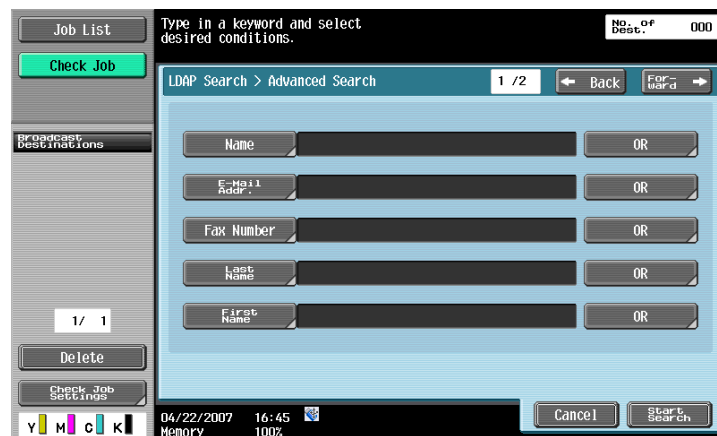 Job List
Check Job
Broadcast
Destinations
1/ 1
Delete
Check Job
Settings
Y M C K
Type in a keyword and select
desired conditions.
No. of
Dest. 000
LDAP Search > Advanced Search 1 /2 ← Back For-
ward →
Name OR
E-Mail
Addr. OR
Fax Number OR
Last
Name OR
First
Name OR
04/22/2007 16:45
Memory 100%
Cancel Start
Search